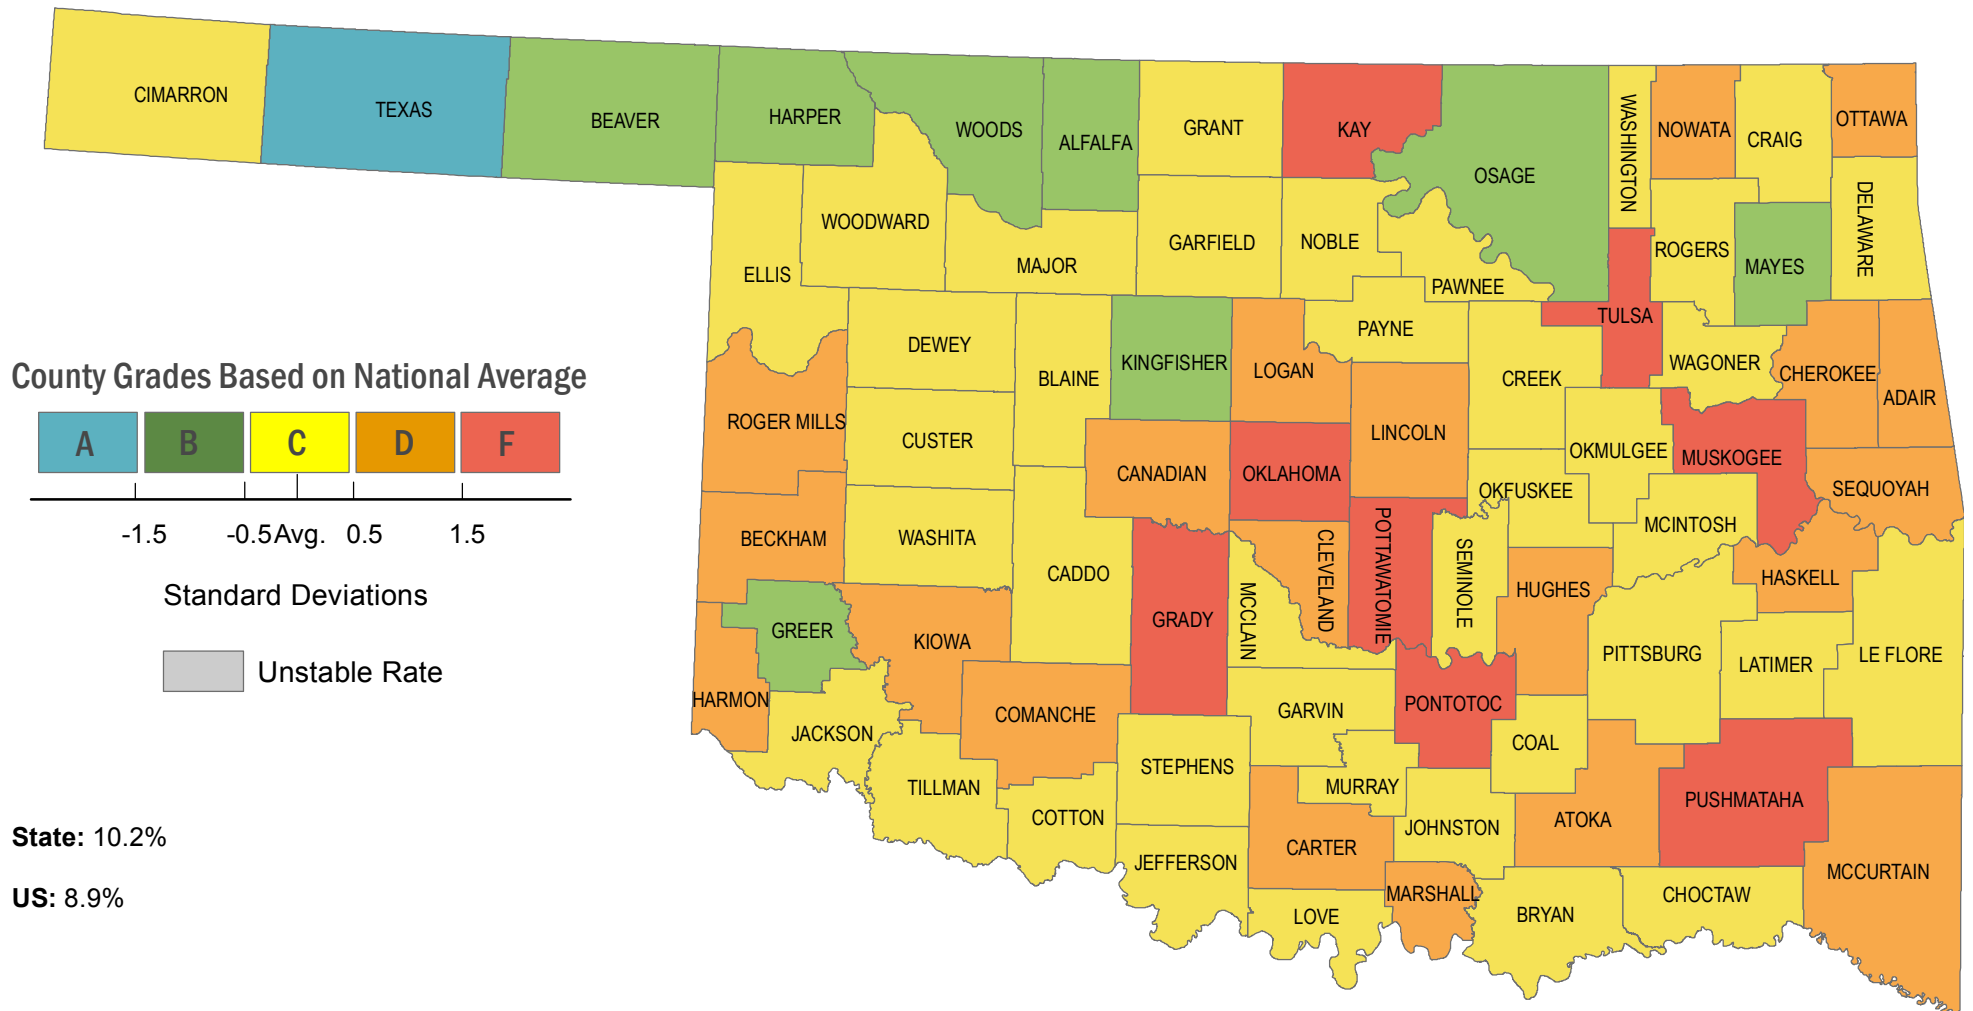 CIMARRON
TEXAS
BEAVER
HARPER
WOODS
ALFALFA
GRANT
KAY
OSAGE
WASHINGTON
NOWATA
CRAIG
OTTAWA
DELAWARE
WOODWARD
ELLIS
MAJOR
GARFIELD
NOBLE
PAWNEE
ROGERS
MAYES
TULSA
DEWEY
BLAINE
KINGFISHER
LOGAN
PAYNE
CREEK
WAGONER
CHEROKEE
ADAIR
County Grades Based on National Average
A B C D F
-1.5 -0.5 Avg. 0.5 1.5
Standard Deviations
Unstable Rate
ROGER MILLS
CUSTER
CANADIAN
OKLAHOMA
LINCOLN
OKMULGEE
MUSKOGEE
SEQUOYAH
OKFUSKEE
MCINTOSH
BECKHAM
WASHITA
CADDO
GRADY
MCCLAIN
CLEVELAND
POTTAWATOMIE
SEMINOLE
HUGHES
HASKELL
GREER
KIOWA
PITTSBURG
LATIMER
LE FLORE
HARMON
JACKSON
COMANCHE
GARVIN
PONTOTOC
COAL
STEPHENS
TILLMAN
COTTON
MURRAY
JOHNSTON
ATOKA
PUSHMATAHA
JEFFERSON
CARTER
MARSHALL
LOVE
BRYAN
CHOCTAW
MCCURTAIN
State: 10.2%
US: 8.9%